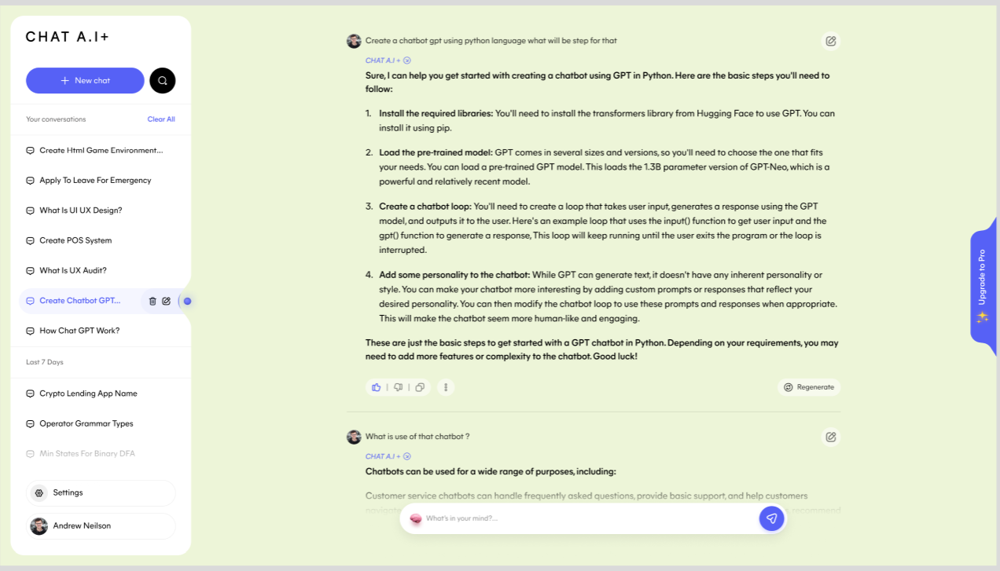 CHAT A.I+
New chat
Your conversations
Clear All
Create Html Game Environment...
Apply To Leave For Emergency
What Is UI UX Design?
Create POS System
What Is UX Audit?
Create Chatbot GPT...
How Chat GPT Work?
Last 7 Days
Crypto Lending App Name
Operator Grammar Types
Min States For Binary DFA
Settings
Andrew Neilson
Create a chatbot gpt using python language what will be step for that
CHAT A.I +
Sure, I can help you get started with creating a chatbot using GPT in Python. Here are the basic steps you'll need to
follow:
1. Install the required libraries: You'll need to install the transformers library from Hugging Face to use GPT. You can
install it using pip.
2. Load the pre-trained model: GPT comes in several sizes and versions, so you'll need to choose the one that fits
your needs. You can load a pre-trained GPT model. This loads the 1.3B parameter version of GPT-Neo, which is a
powerful and relatively recent model.
3. Create a chatbot loop: You'll need to create a loop that takes user input, generates a response using the GPT
model, and outputs it to the user. Here's an example loop that uses the input() function to get user input and the
gpt() function to generate a response, This loop will keep running until the user exits the program or the loop is
interrupted.
4. Add some personality to the chatbot: While GPT can generate text, it doesn't have any inherent personality or
style. You can make your chatbot more interesting by adding custom prompts or responses that reflect your
desired personality. You can then modify the chatbot loop to use these prompts and responses when appropriate.
This will make the chatbot seem more human-like and engaging.
These are just the basic steps to get started with a GPT chatbot in Python. Depending on your requirements, you may
need to add more features or complexity to the chatbot. Good luck!
Regenerate
What is use of that chatbot ?
CHAT A.I +
Chatbots can be used for a wide range of purposes, including:
Customer service chatbots can handle frequently asked questions, provide basic support, and help customers
recommend
What's in your mind?...
Upgrade to Pro